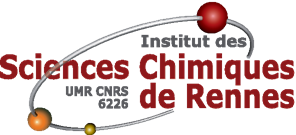 Institut des
Sciences Chimiques
UMR CNRS
6226
de Rennes